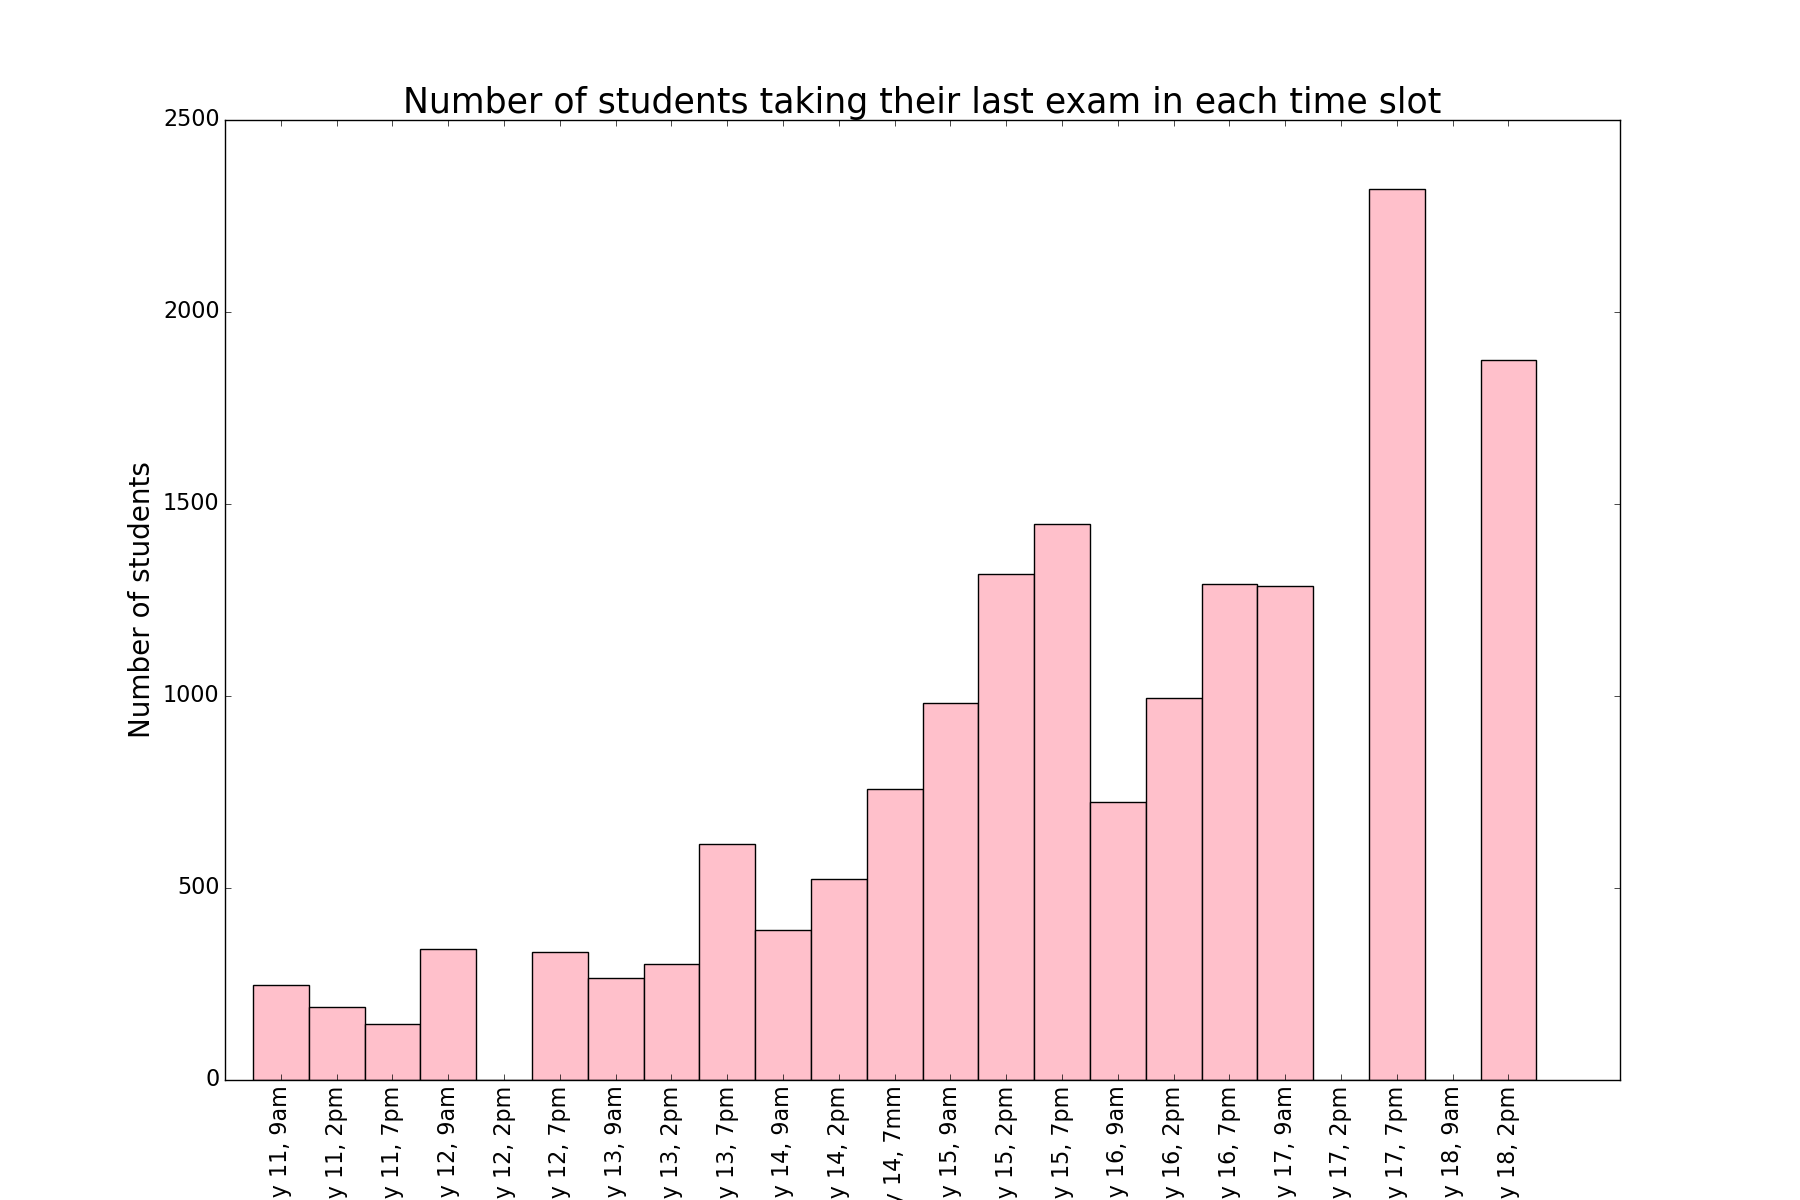 Number of students taking their last exam in each time slot
Number of students
2500
2000
1500
1000
500
0
y 11, 9am
y 11, 2pm
y 11, 7pm
y 12, 9am
y 12, 2pm
y 12, 7pm
y 13, 9am
y 13, 2pm
y 13, 7pm
y 14, 9am
y 14, 2pm
y 14, 7mm
y 15, 9am
y 15, 2pm
y 15, 7pm
y 16, 9am
y 16, 2pm
y 16, 7pm
y 17, 9am
y 17, 2pm
y 17, 7pm
y 18, 9am
y 18, 2pm